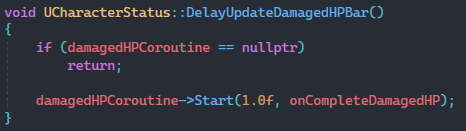 void UCharacterStatus::DelayUpdateDamagedHPBar()
{
    if (damagedHPCoroutine == nullptr)
        return;

    damagedHPCoroutine->Start(1.0f, onCompleteDamagedHP);
}